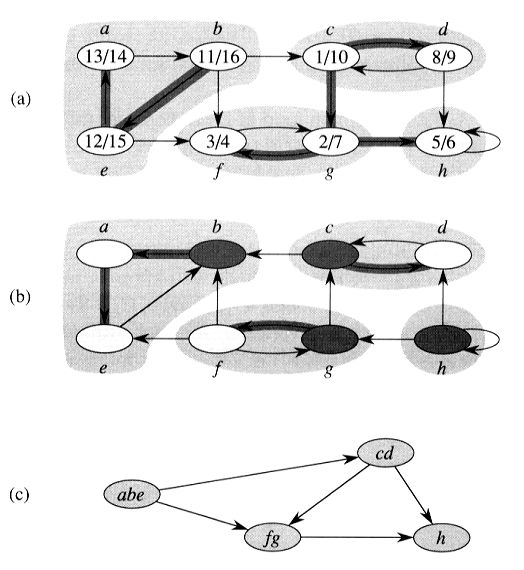 a b c d
13/14 11/16 1/10 8/9
(a)
12/15 3/4 2/7 5/6
e f g h
a b c d
(b)
e f g h
(c)
cd
abe
fg h